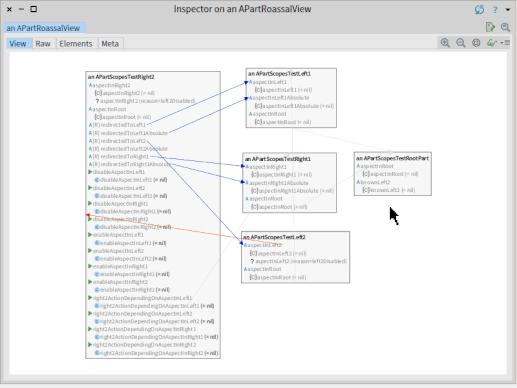 Inspector on an APartRoassalView
an APartRoassalView
View
Raw
Elements
Meta
an APartScopesTestRight2
A aspectInRight2
{C} aspectInRight2 (= nil)
? aspectInRight2 (reason=left2Disabled)
A aspectInRoot
{C} aspectInRoot (= nil)
A{R} redirectedToLeft1
A{R} redirectedToLeft1Absolute
A{R} redirectedToLeft2
A{R} redirectedToLeft2Absolute
A{R} redirectedToRight1
A{R} redirectedToRight1Absolute
disableAspectInLeft1
disableAspectInLeft1 (= nil)
disableAspectInLeft2
disableAspectInLeft2 (= nil)
disableAspectInRight1
disableAspectInRight1 (= nil)
disableAspectInRight2
disableAspectInRight2 (= nil)
enableAspectInLeft1
enableAspectInLeft1 (= nil)
enableAspectInLeft2
enableAspectInLeft2 (= nil)
enableAspectInRight1
enableAspectInRight1 (= nil)
enableAspectInRight2
enableAspectInRight2 (= nil)
right2ActionDependingOnAspectInLeft1
right2ActionDependingOnAspectInLeft1 (= nil)
right2ActionDependingOnAspectInLeft2
right2ActionDependingOnAspectInLeft2 (= nil)
right2ActionDependingOnAspectInRight1
right2ActionDependingOnAspectInRight1 (= nil)
right2ActionDependingOnAspectInRight2
right2ActionDependingOnAspectInRight2 (= nil)
an APartScopesTestLeft1
A aspectInLeft1
{C} aspectInLeft1 (= nil)
A aspectInLeft1Absolute
{C} aspectInLeft1Absolute (= nil)
A aspectInRoot
{C} aspectInRoot (= nil)
an APartScopesTestRight1
A aspectInRight1
{C} aspectInRight1 (= nil)
A aspectInRight1Absolute
{C} aspectInRight1Absolute (= nil)
A aspectInRoot
{C} aspectInRoot (= nil)
an APartScopesTestRootPart
A aspectInRoot
{C} aspectInRoot (= nil)
A knownLeft2
{C} knownLeft2 (= nil)
an APartScopesTestLeft2
A aspectInLeft2
{C} aspectInLeft2 (= nil)
? aspectInLeft2 (reason=left2Disabled)
A aspectInRoot
{C} aspectInRoot (= nil)